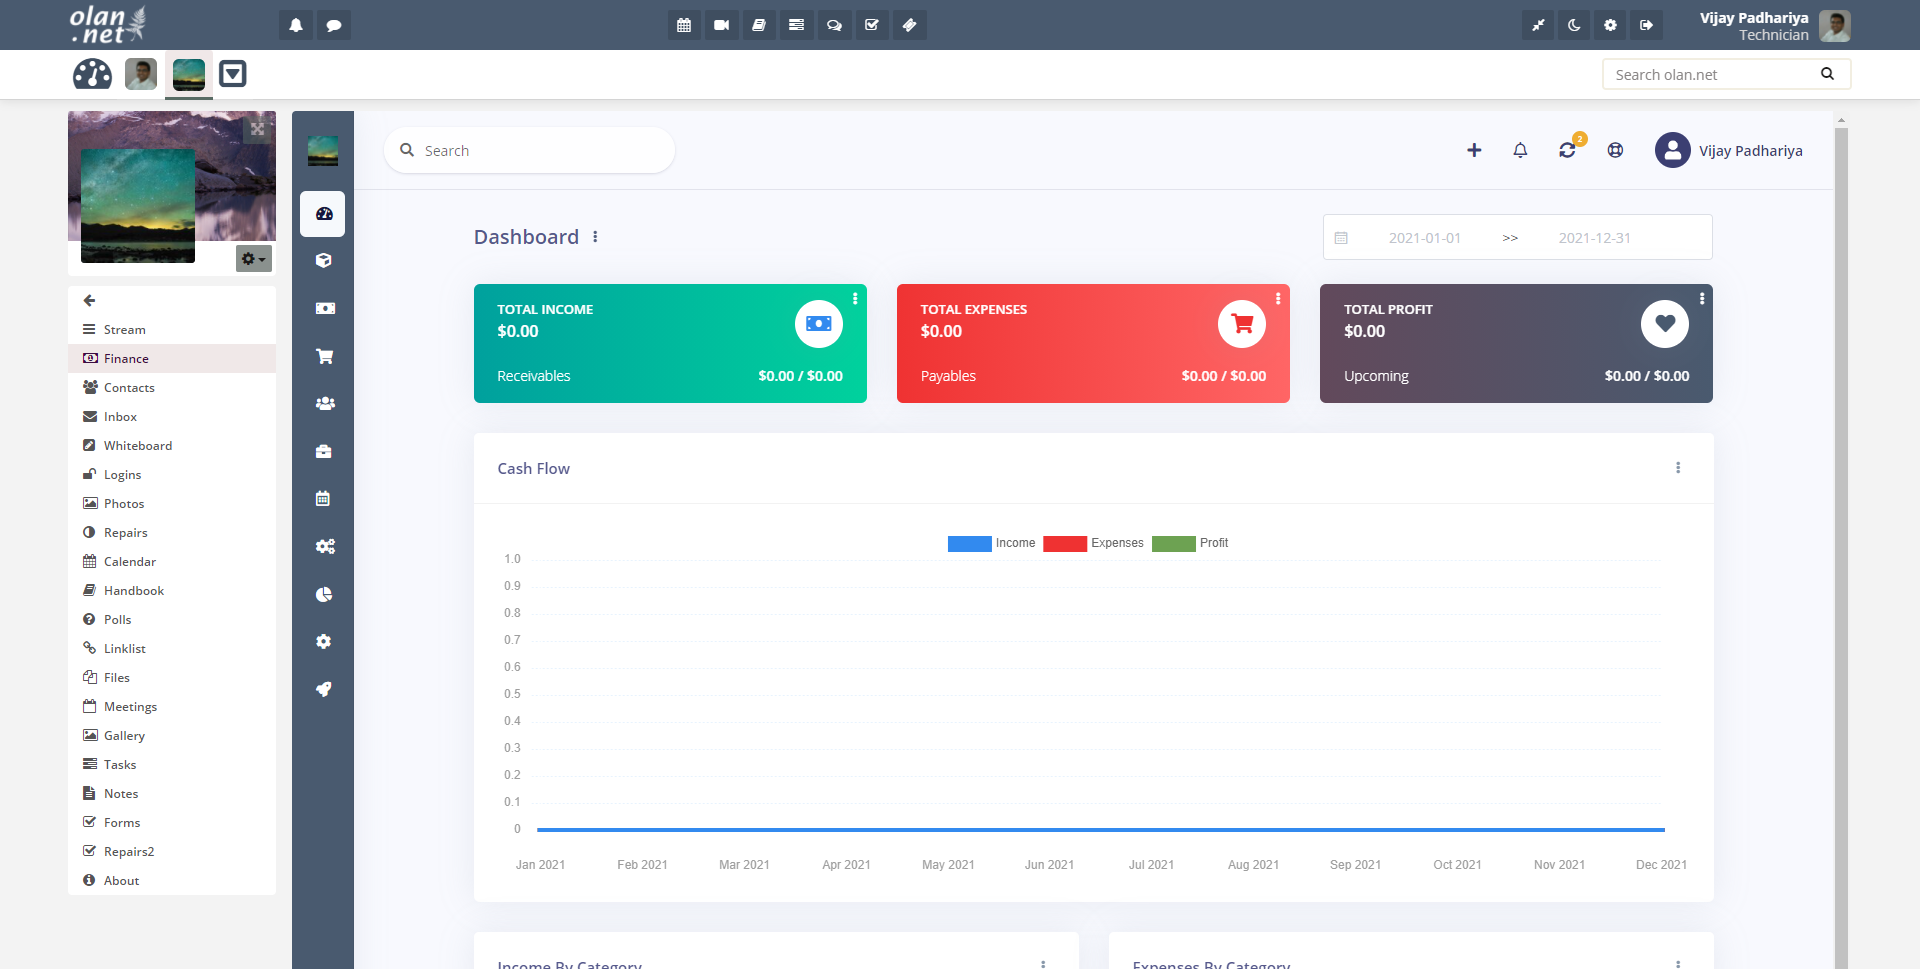 olan
.net
Vijay Padhariya
Technician
Search olan.net
Stream
Finance
Contacts
Inbox
Whiteboard
Logins
Photos
Repairs
Calendar
Handbook
Polls
Linklist
Files
Meetings
Gallery
Tasks
Notes
Forms
Repairs2
About
Search
2
Vijay Padhariya
Dashboard
2021-01-01 >> 2021-12-31
TOTAL INCOME
$0.00
Receivables $0.00 / $0.00
TOTAL EXPENSES
$0.00
Payables $0.00 / $0.00
TOTAL PROFIT
$0.00
Upcoming $0.00 / $0.00
Cash Flow
Income Expenses Profit
1.0
0.9
0.8
0.7
0.6
0.5
0.4
0.3
0.2
0.1
0
Jan 2021 Feb 2021 Mar 2021 Apr 2021 May 2021 Jun 2021 Jul 2021 Aug 2021 Sep 2021 Oct 2021 Nov 2021 Dec 2021
Income By Category
Expenses By Category